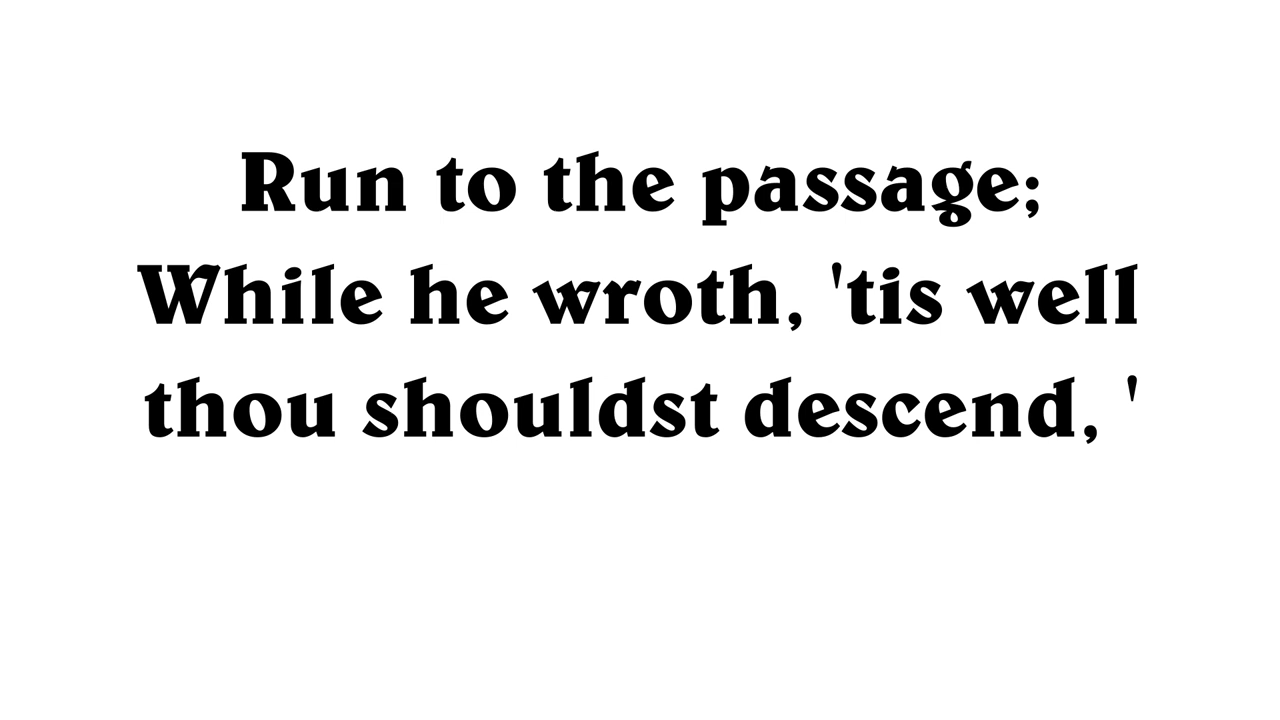 Run to the passage;
While he wroth, 'tis well
thou shouldst descend, '